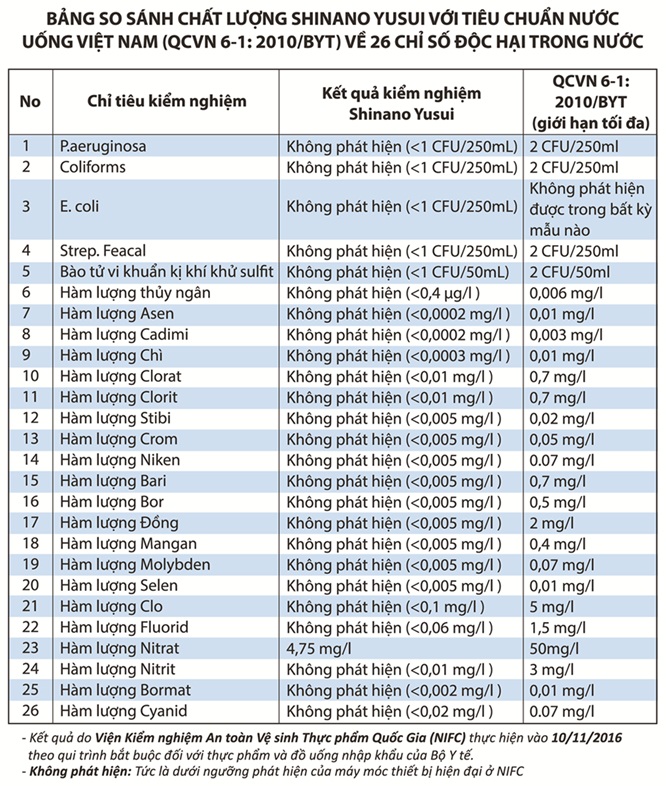 BẢNG SO SÁNH CHẤT LƯỢNG SHINANO YUSUI VỚI TIÊU CHUẨN NƯỚC
UỐNG VIỆT NAM (QCVN 6-1: 2010/BYT) VỀ 26 CHỈ SỐ ĐỘC HẠI TRONG NƯỚC
No Chỉ tiêu kiểm nghiệm Kết quả kiểm nghiệm Shinano Yusui QCVN 6-1: 2010/BYT (giới hạn tối đa)
1 P.aeruginosa Không phát hiện (<1 CFU/250mL) 2 CFU/250ml
2 Coliforms Không phát hiện (<1 CFU/250mL) 2 CFU/250ml
3 E. coli Không phát hiện (<1 CFU/250mL) Không phát hiện được trong bất kỳ mẫu nào
4 Strep. Feacal Không phát hiện (<1 CFU/250mL) 2 CFU/250ml
5 Bào tử vi khuẩn kị khí khử sulfit Không phát hiện (<1 CFU/50mL) 2 CFU/50ml
6 Hàm lượng thủy ngân Không phát hiện (<0,4 µg/l ) 0,006 mg/l
7 Hàm lượng Asen Không phát hiện (<0,0002 mg/l ) 0,01 mg/l
8 Hàm lượng Cadimi Không phát hiện (<0,0002 mg/l ) 0,003 mg/l
9 Hàm lượng Chì Không phát hiện (<0,0003 mg/l ) 0,01 mg/l
10 Hàm lượng Clorat Không phát hiện (<0,01 mg/l ) 0,7 mg/l
11 Hàm lượng Clorit Không phát hiện (<0,01 mg/l ) 0,7 mg/l
12 Hàm lượng Stibi Không phát hiện (<0,005 mg/l ) 0,02 mg/l
13 Hàm lượng Crom Không phát hiện (<0,005 mg/l ) 0,05 mg/l
14 Hàm lượng Niken Không phát hiện (<0,005 mg/l ) 0.07 mg/l
15 Hàm lượng Bari Không phát hiện (<0,005 mg/l ) 0,7 mg/l
16 Hàm lượng Bor Không phát hiện (<0,005 mg/l ) 0,5 mg/l
17 Hàm lượng Đồng Không phát hiện (<0,005 mg/l ) 2 mg/l
18 Hàm lượng Mangan Không phát hiện (<0,005 mg/l ) 0,4 mg/l
19 Hàm lượng Molybden Không phát hiện (<0,005 mg/l ) 0,07 mg/l
20 Hàm lượng Selen Không phát hiện (<0,005 mg/l ) 0,01 mg/l
21 Hàm lượng Clo Không phát hiện (<0,1 mg/l ) 5 mg/l
22 Hàm lượng Fluorid Không phát hiện (<0,06 mg/l ) 1,5 mg/l
23 Hàm lượng Nitrat 4,75 mg/l 50mg/l
24 Hàm lượng Nitrit Không phát hiện (<0,01 mg/l ) 3 mg/l
25 Hàm lượng Bormat Không phát hiện (<0,002 mg/l ) 0,01 mg/l
26 Hàm lượng Cyanid Không phát hiện (<0,02 mg/l ) 0.07 mg/l
- Kết quả do Viện Kiểm nghiệm An toàn Vệ sinh Thực phẩm Quốc Gia (NIFC) thực hiện vào 10/11/2016
theo qui trình bắt buộc đối với thực phẩm và đồ uống nhập khẩu của Bộ Y tế.
- Không phát hiện: Tức là dưới ngưỡng phát hiện của máy móc thiết bị hiện đại ở NIFC